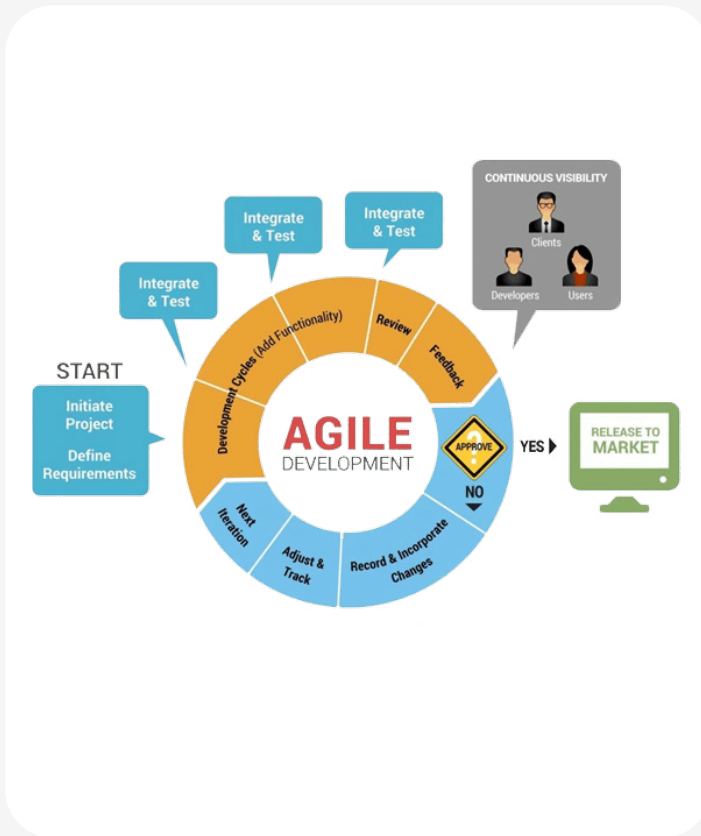 START
Initiate
Project
Define
Requirements
Integrate
& Test
Integrate
& Test
Integrate
& Test
CONTINUOUS VISIBILITY
Clients
Developers
Users
Development Cycles (Add Functionality)
Review
Feedback
AGILE
DEVELOPMENT
?
APPROVE
YES
NO
RELEASE TO
MARKET
Record & Incorporate
Changes
Adjust &
Track
Next
Iteration